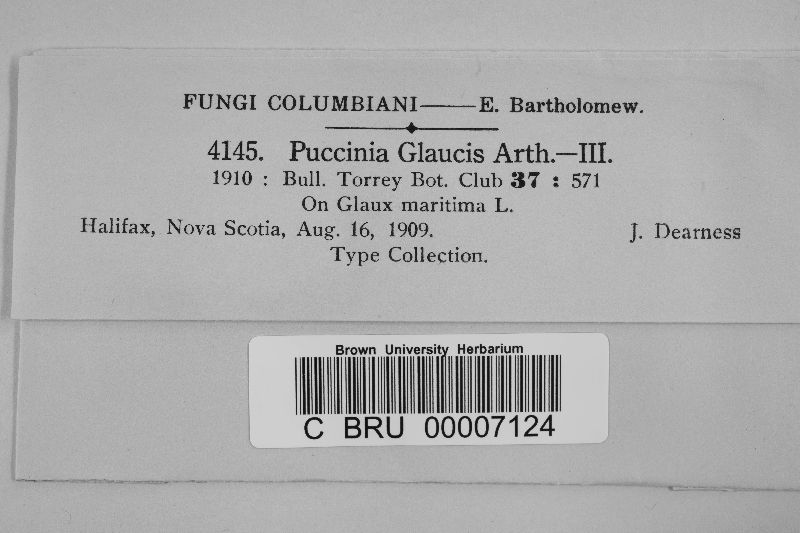 FUNGI COLUMBIANI——E. Bartholomew.
4145. Puccinia Glaucis Arth.—III.
1910 : Bull. Torrey Bot. Club 37 : 571
On Glaux maritima L.
Halifax, Nova Scotia, Aug. 16, 1909. J. Dearness
Type Collection.
Brown University Herbarium
C BRU 00007124